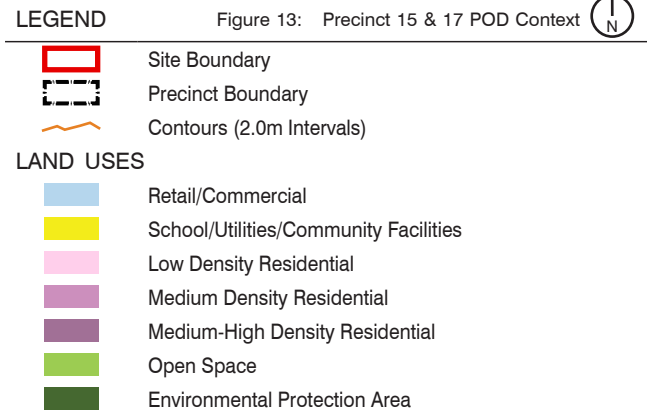 LEGEND Figure 13: Precinct 15 & 17 POD Context N
Site Boundary
Precinct Boundary
Contours (2.0m Intervals)
LAND USES
Retail/Commercial
School/Utilities/Community Facilities
Low Density Residential
Medium Density Residential
Medium-High Density Residential
Open Space
Environmental Protection Area